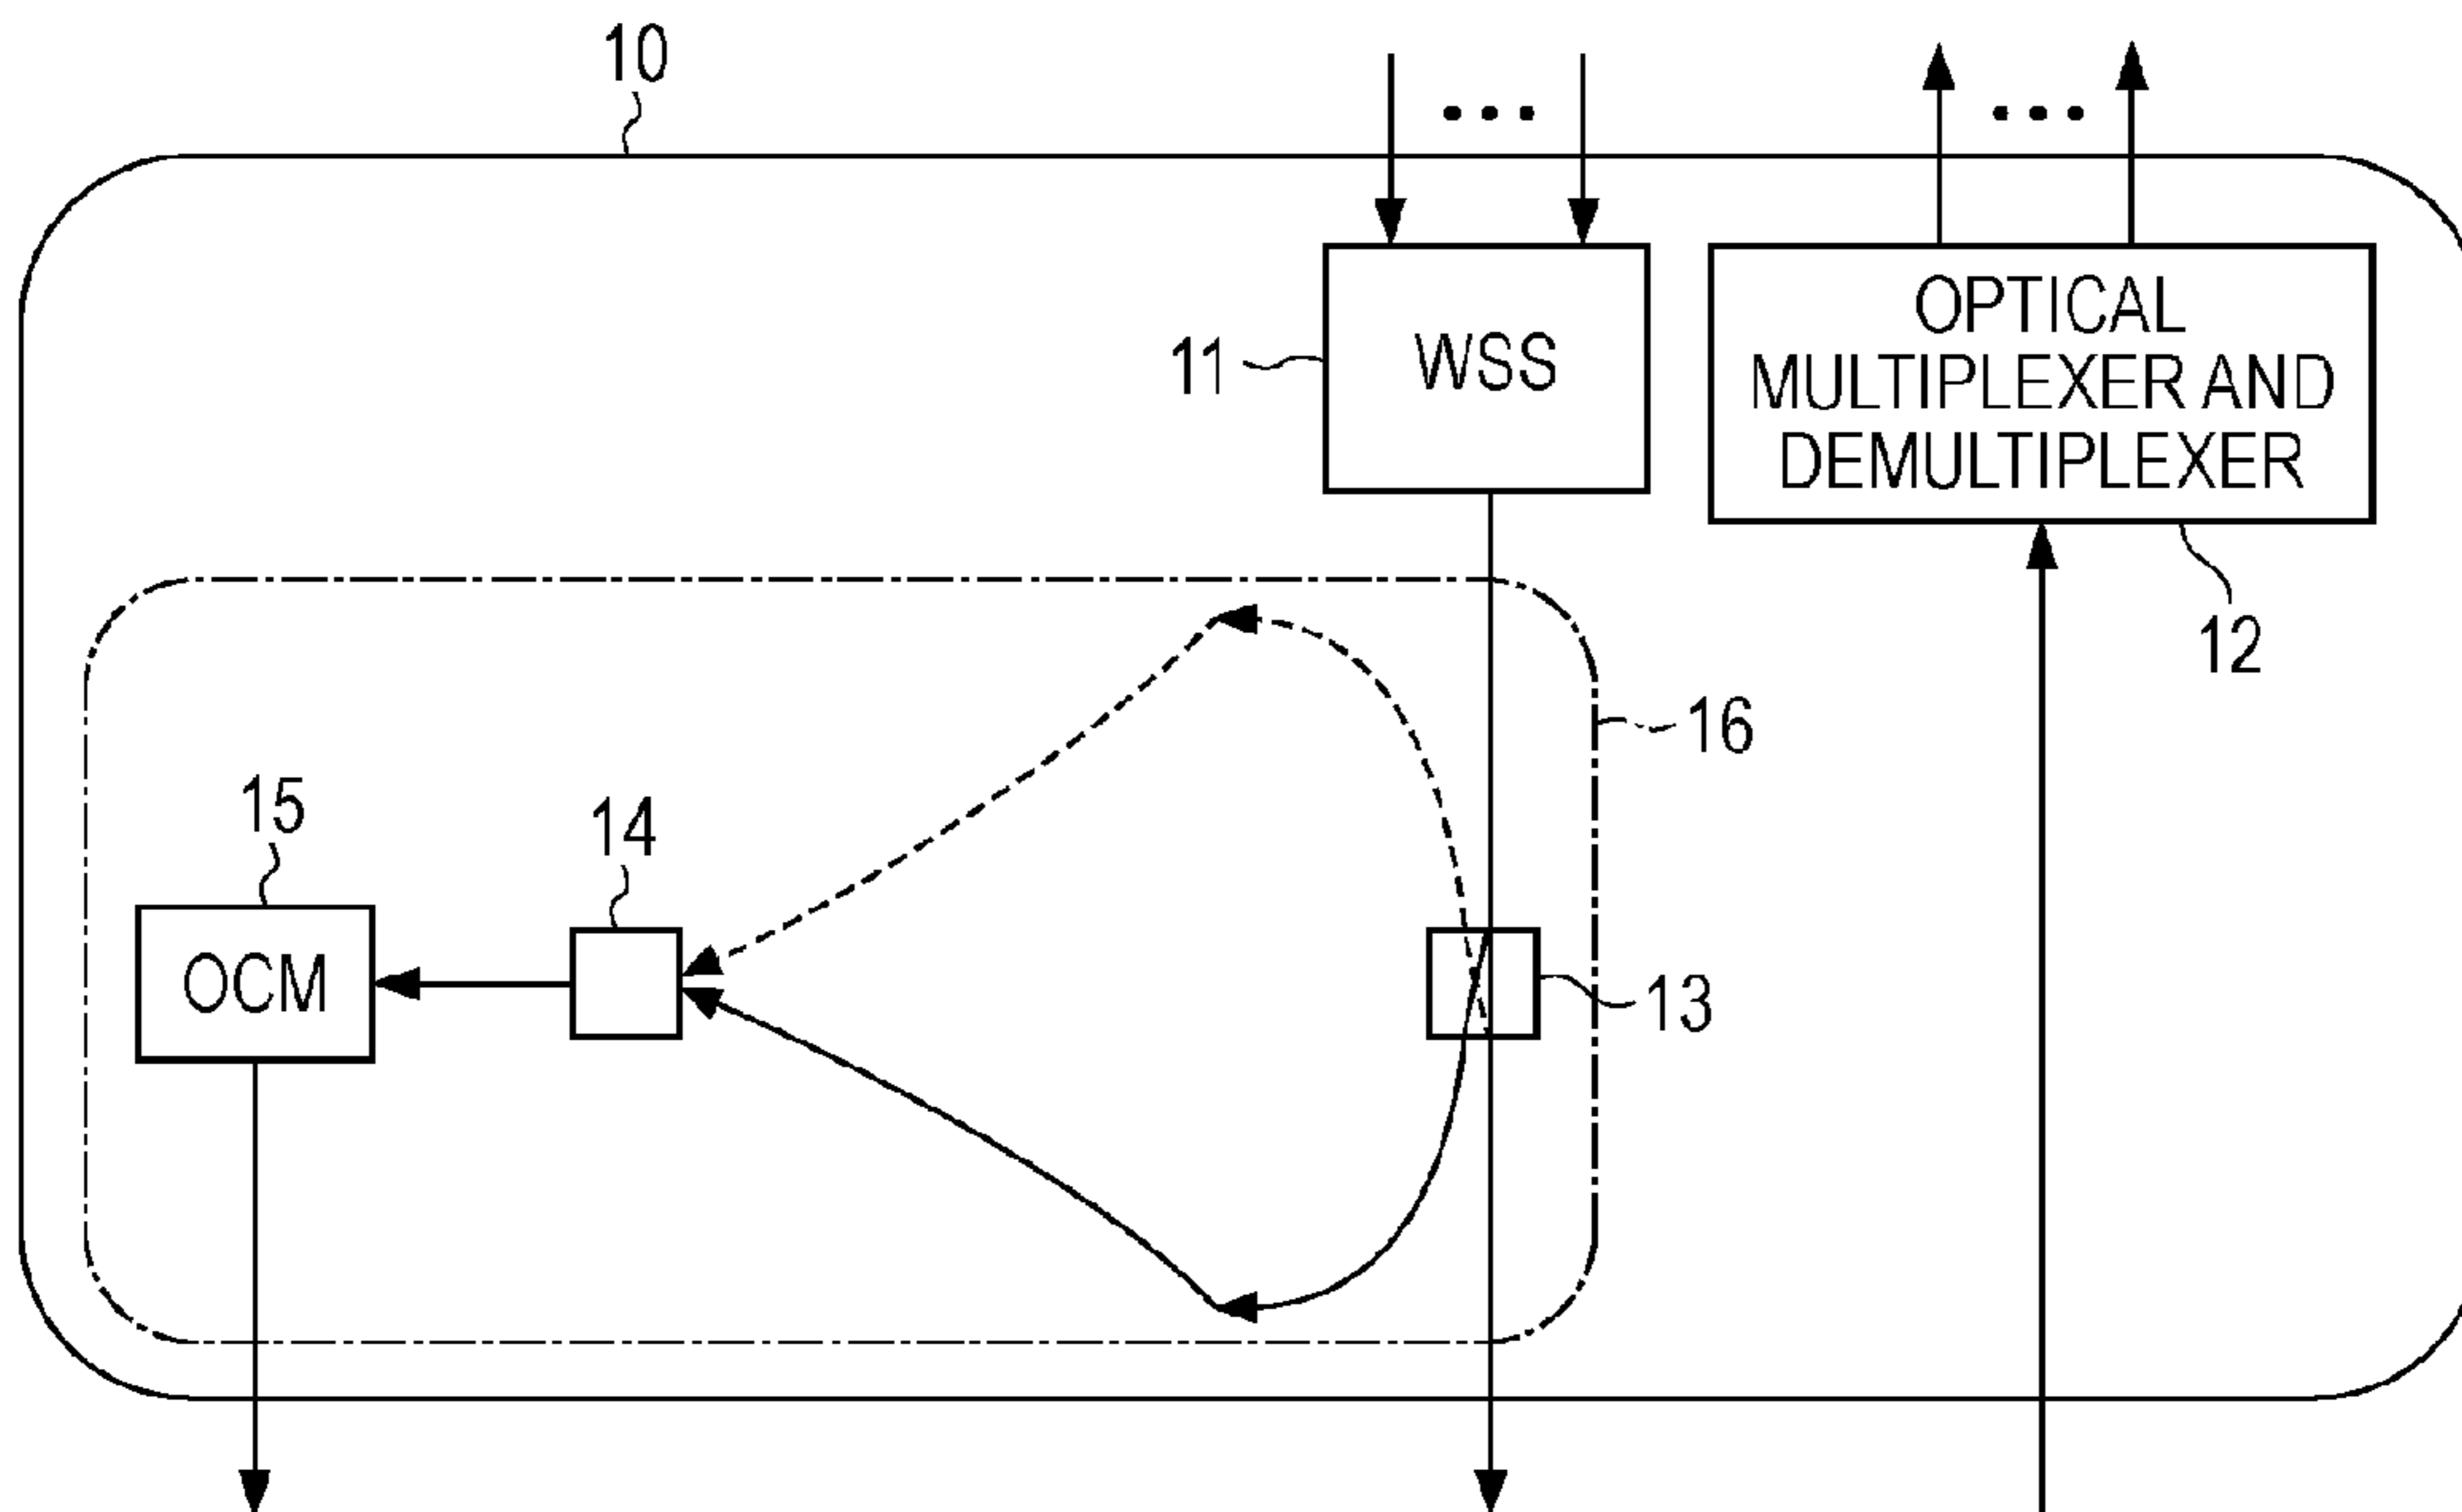 10
11
WSS
OPTICAL
MULTIPLEXER AND
DEMULTIPLEXER
12
16
15
14
OCM
13